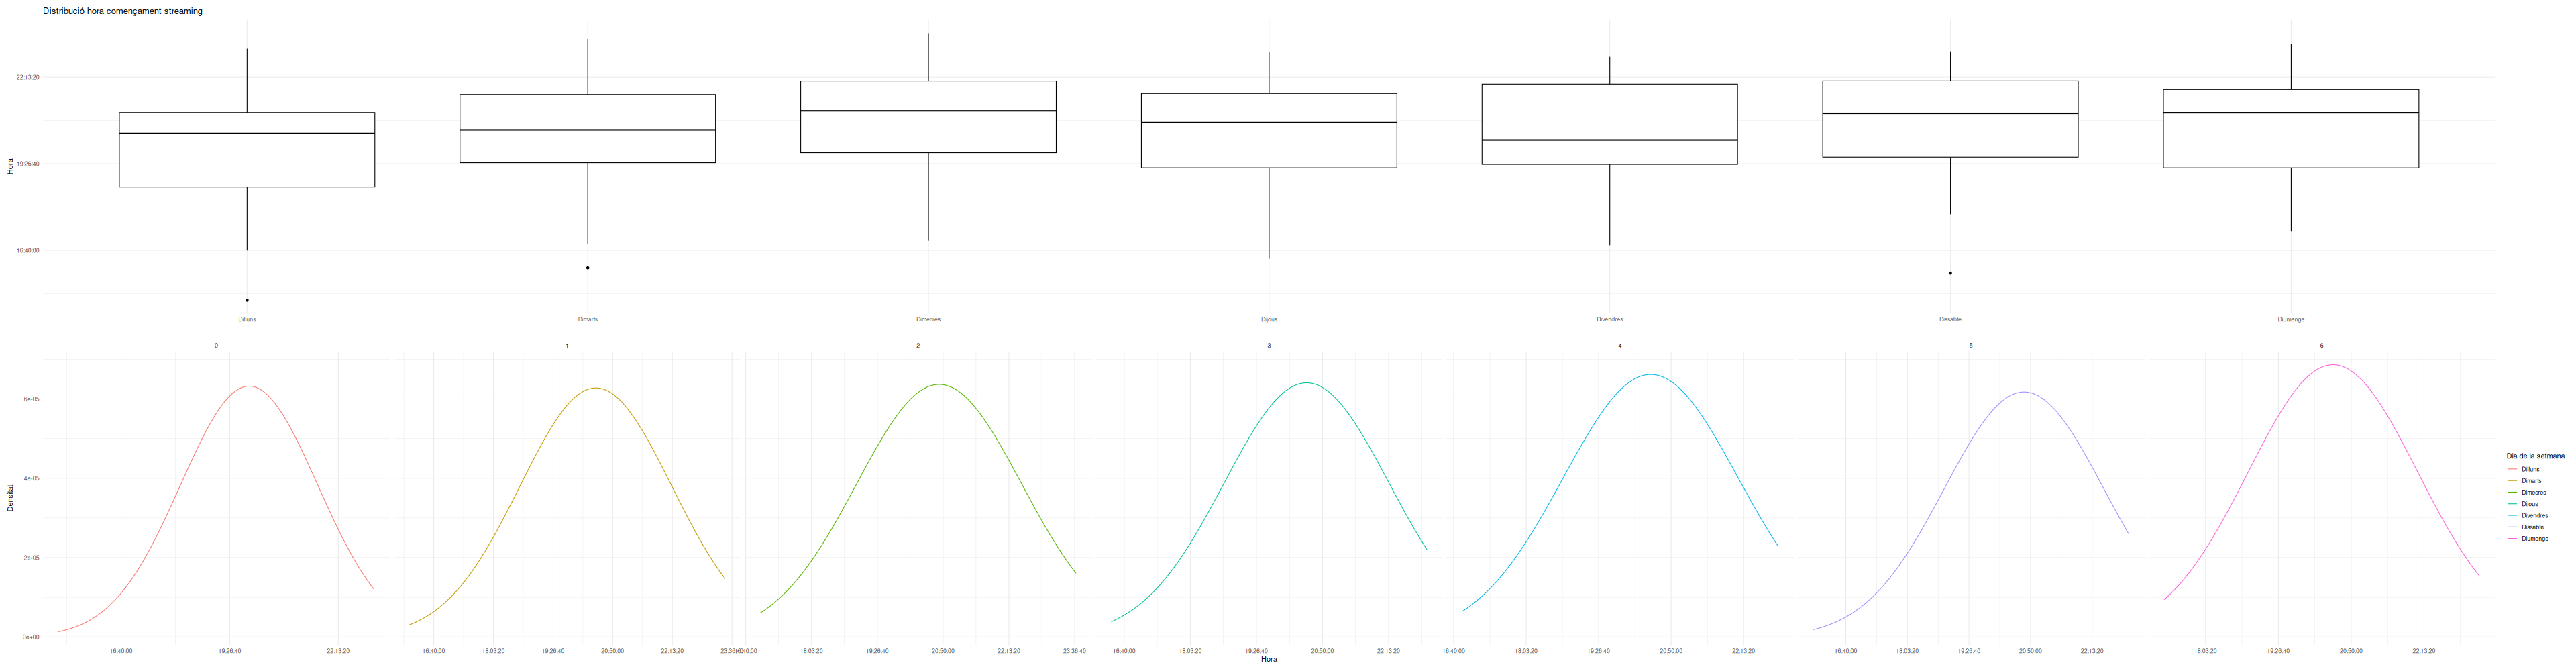 Distribució hora començament streaming
Hora
22:13:20
19:26:40
16:40:00
Dilluns Dimarts Dimecres Dijous Divendres Dissabte Diumenge
0 1 2 3 4 5 6
Densitat
6e-05
4e-05
2e-05
0e+00
16:40:00 19:26:40 22:13:20
16:40:00 18:03:20 19:26:40 20:50:00 22:13:20
18:03:20 19:26:40 20:50:00 22:13:20 23:36:40
16:40:00 18:03:20 19:26:40 20:50:00 22:13:20
16:40:00 18:03:20 19:26:40 20:50:00 22:13:20
16:40:00 18:03:20 19:26:40 20:50:00 22:13:20
18:03:20 19:26:40 20:50:00 22:13:20
Hora
Dia de la setmana
Dilluns
Dimarts
Dimecres
Dijous
Divendres
Dissabte
Diumenge